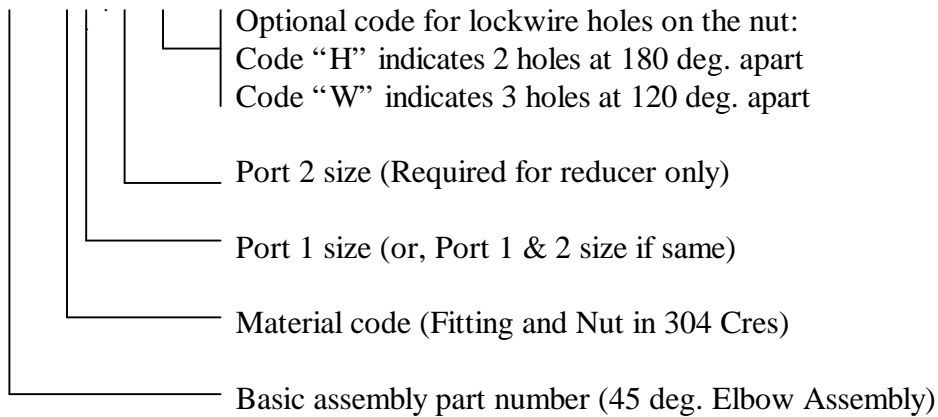 Optional code for lockwire holes on the nut:
Code “H” indicates 2 holes at 180 deg. apart
Code “W” indicates 3 holes at 120 deg. apart
Port 2 size (Required for reducer only)
Port 1 size (or, Port 1 & 2 size if same)
Material code (Fitting and Nut in 304 Cres)
Basic assembly part number (45 deg. Elbow Assembly)